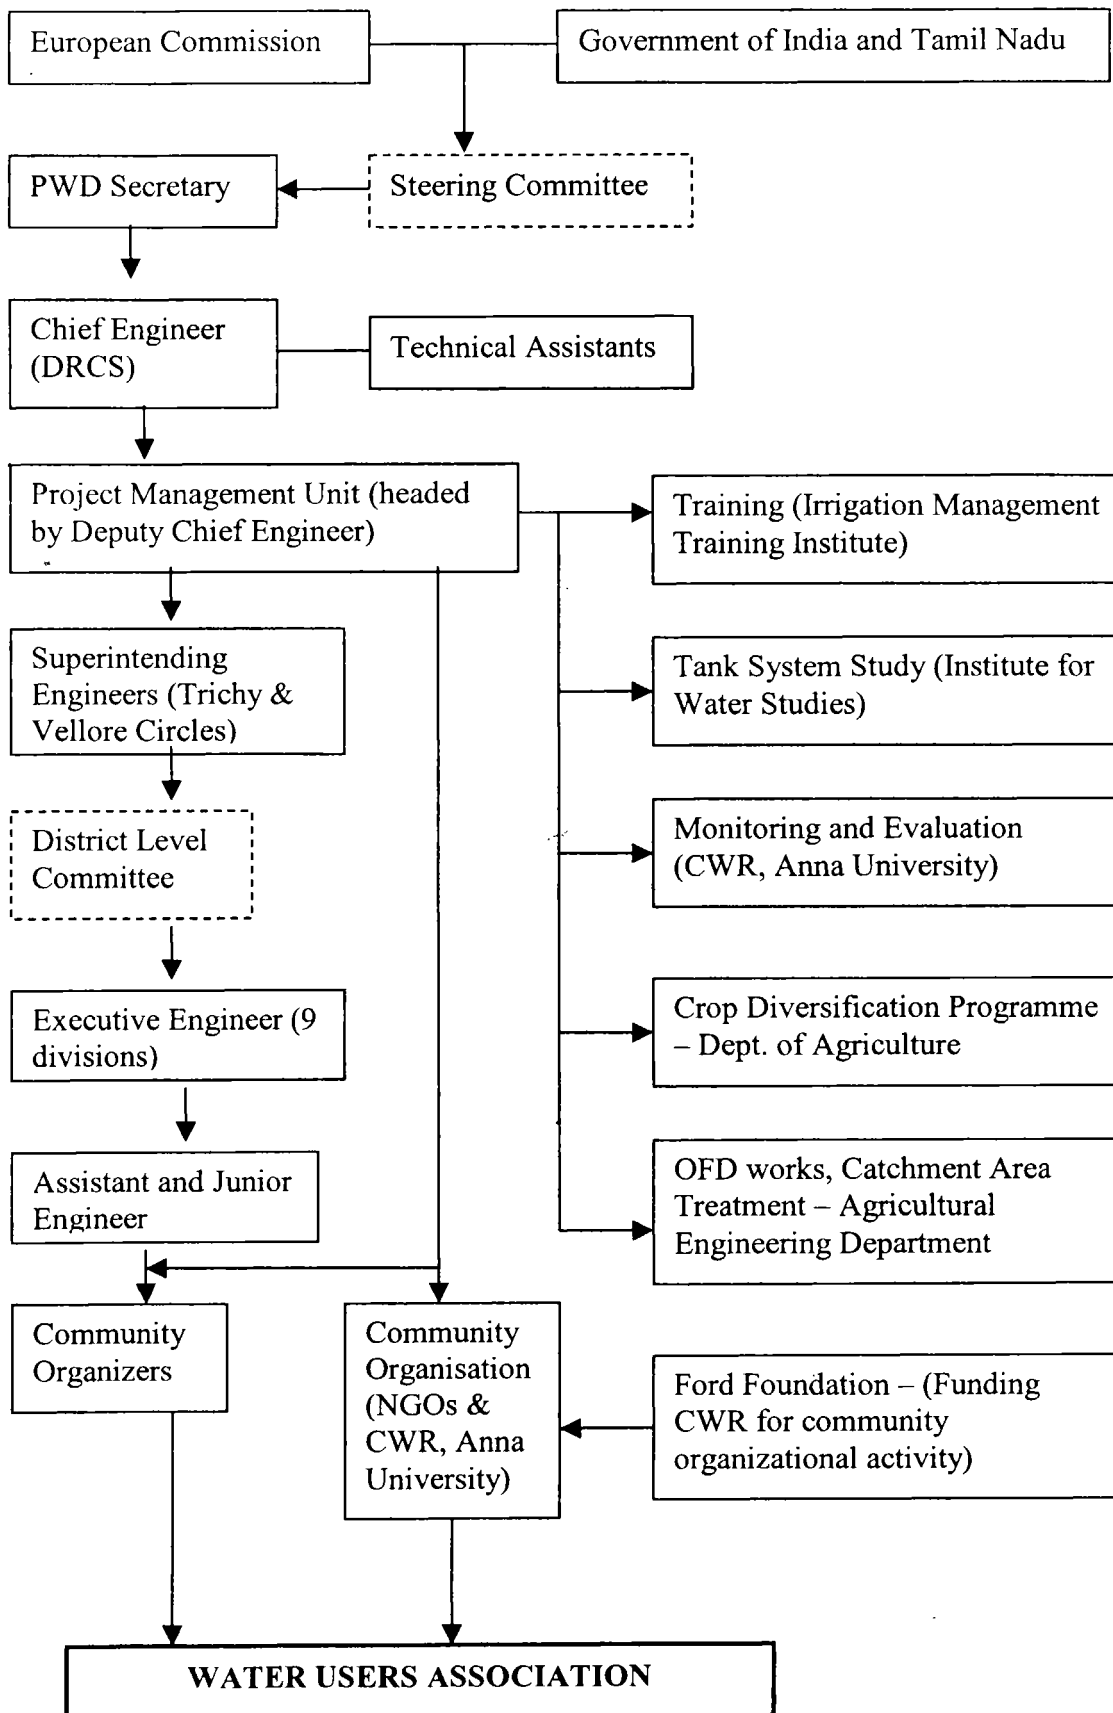 European Commission
Government of India and Tamil Nadu
PWD Secretary
Steering Committee
Chief Engineer
(DRCS)
Technical Assistants
Project Management Unit (headed
by Deputy Chief Engineer)
Training (Irrigation Management
Training Institute)
Superintending
Engineers (Trichy &
Vellore Circles)
Tank System Study (Institute for
Water Studies)
District Level
Committee
Monitoring and Evaluation
(CWR, Anna University)
Executive Engineer (9
divisions)
Crop Diversification Programme
– Dept. of Agriculture
Assistant and Junior
Engineer
OFD works, Catchment Area
Treatment – Agricultural
Engineering Department
Community
Organizers
Community
Organisation
(NGOs &
CWR, Anna
University)
Ford Foundation – (Funding
CWR for community
organizational activity)
WATER USERS ASSOCIATION